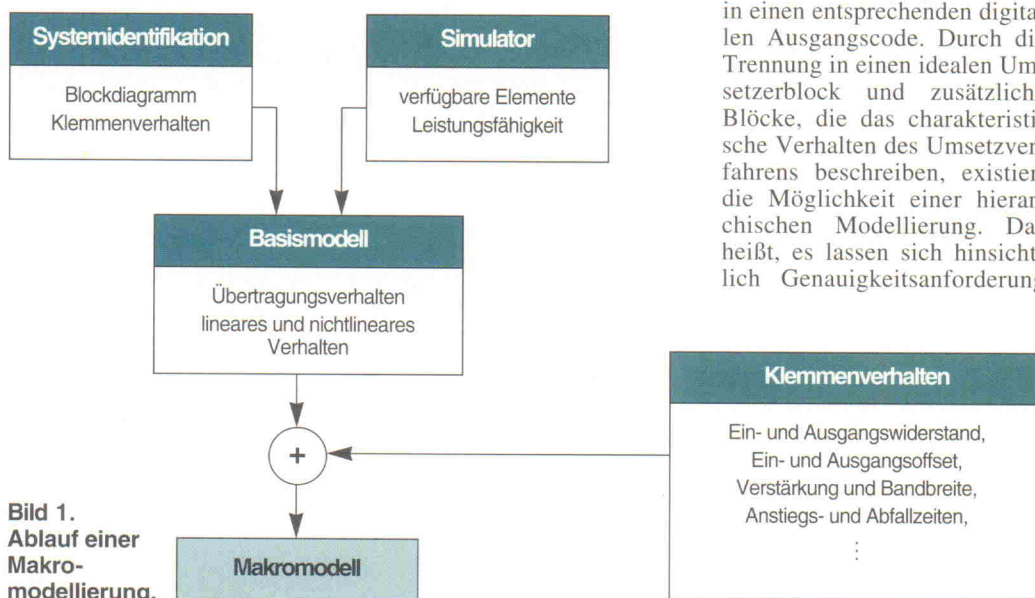 Systemidentifikation
Blockdiagramm
Klemmenverhalten
Simulator
verfügbare Elemente
Leistungsfähigkeit
Basismodell
Übertragungsverhalten
lineares und nichtlineares
Verhalten
+
Klemmenverhalten
Ein- und Ausgangswiderstand,
Ein- und Ausgangsoffset,
Verstärkung und Bandbreite,
Anstiegs- und Abfallzeiten,
⋮
Makromodell
Bild 1.
Ablauf einer
Makro-
modellierung.
in einen entsprechenden digita
len Ausgangscode. Durch di
Trennung in einen idealen Um
setzerblock und zusätzlich
Blöcke, die das charakteristi
sche Verhalten des Umsetzver
fahrens beschreiben, existier
die Möglichkeit einer hierar
chischen Modellierung. Da
heißt, es lassen sich hinsicht
lich Genauigkeitsanforderung